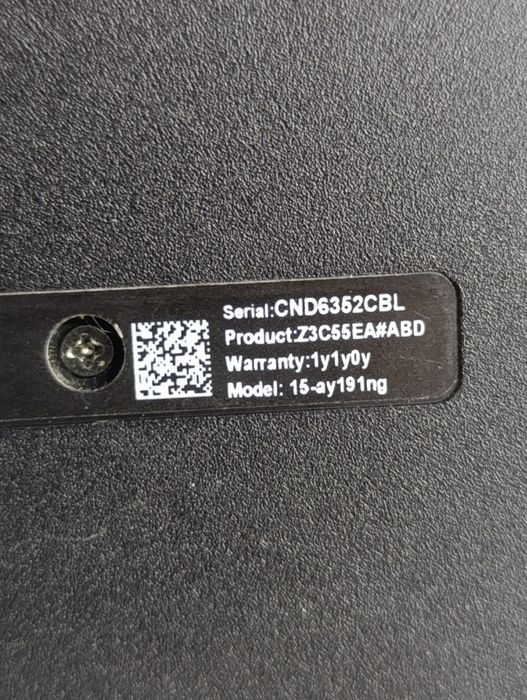 Serial:CND6352CBL
Product:Z3C55EA#ABD
Warranty:1y1y0y
Model: 15-ay191ng